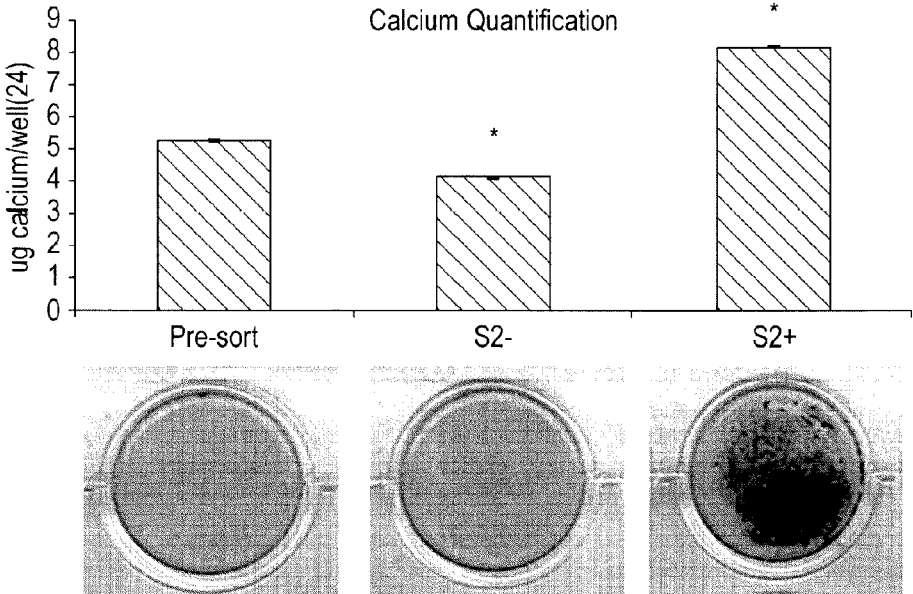 Calcium Quantification
ug calcium/well(24)
9
8
7
6
5
4
3
2
1
0
*
*
Pre-sort
S2-
S2+